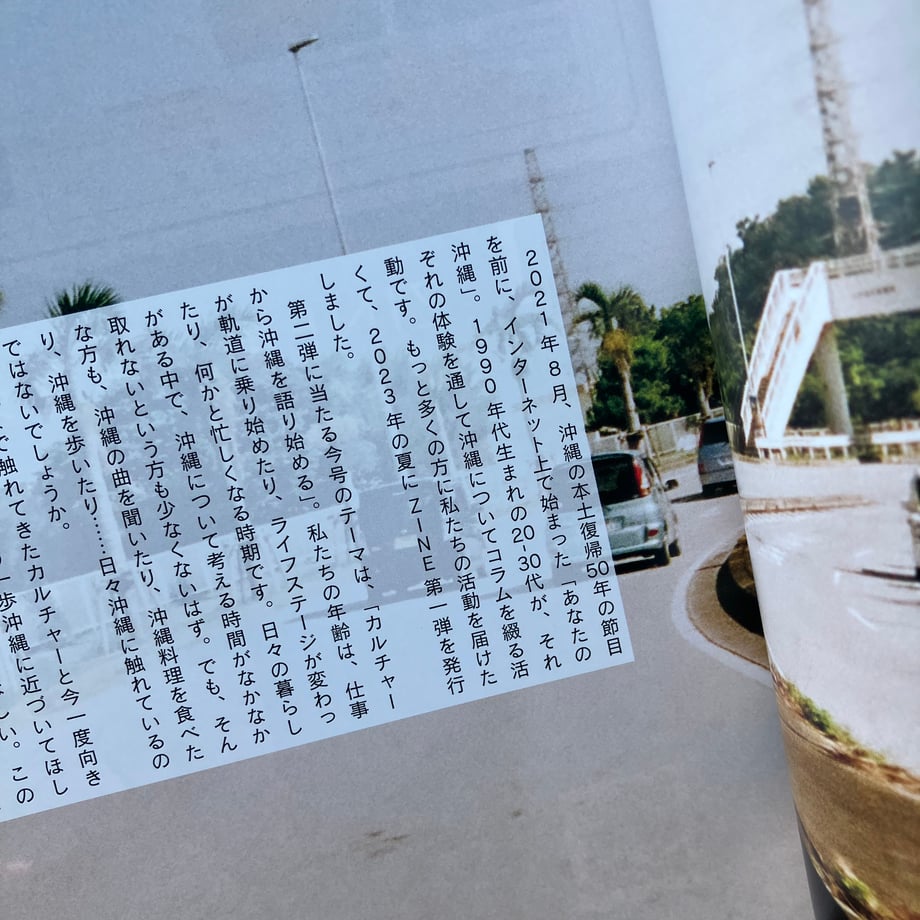 2021年8月、沖縄の本土復帰50年の節目
を前に、インターネット上で始まった「あなたの
沖縄」。1990年代生まれの20-30代が、それ
ぞれの体験を通して沖縄についてコラムを綴る活
動です。もっと多くの方に私たちの活動を届けた
くて、2023年の夏にZINE第一弾を発行
しました。
第二弾に当たる今号のテーマは、「カルチャー
から沖縄を語り始める」。私たちの年齢は、仕事
が軌道に乗り始めたり、ライフステージが変わっ
たり、何かと忙しくなる時期です。日々の暮らし
がある中で、沖縄について考える時間がなかなか
取れないという方も少なくないはず。でも、そん
な方も、沖縄の曲を聞いたり、沖縄料理を食べた
り、沖縄を歩いたり……日々沖縄に触れているの
ではないでしょうか。
で触れてきたカルチャーと今一度向き
一歩沖縄に近づいてほし
い。この